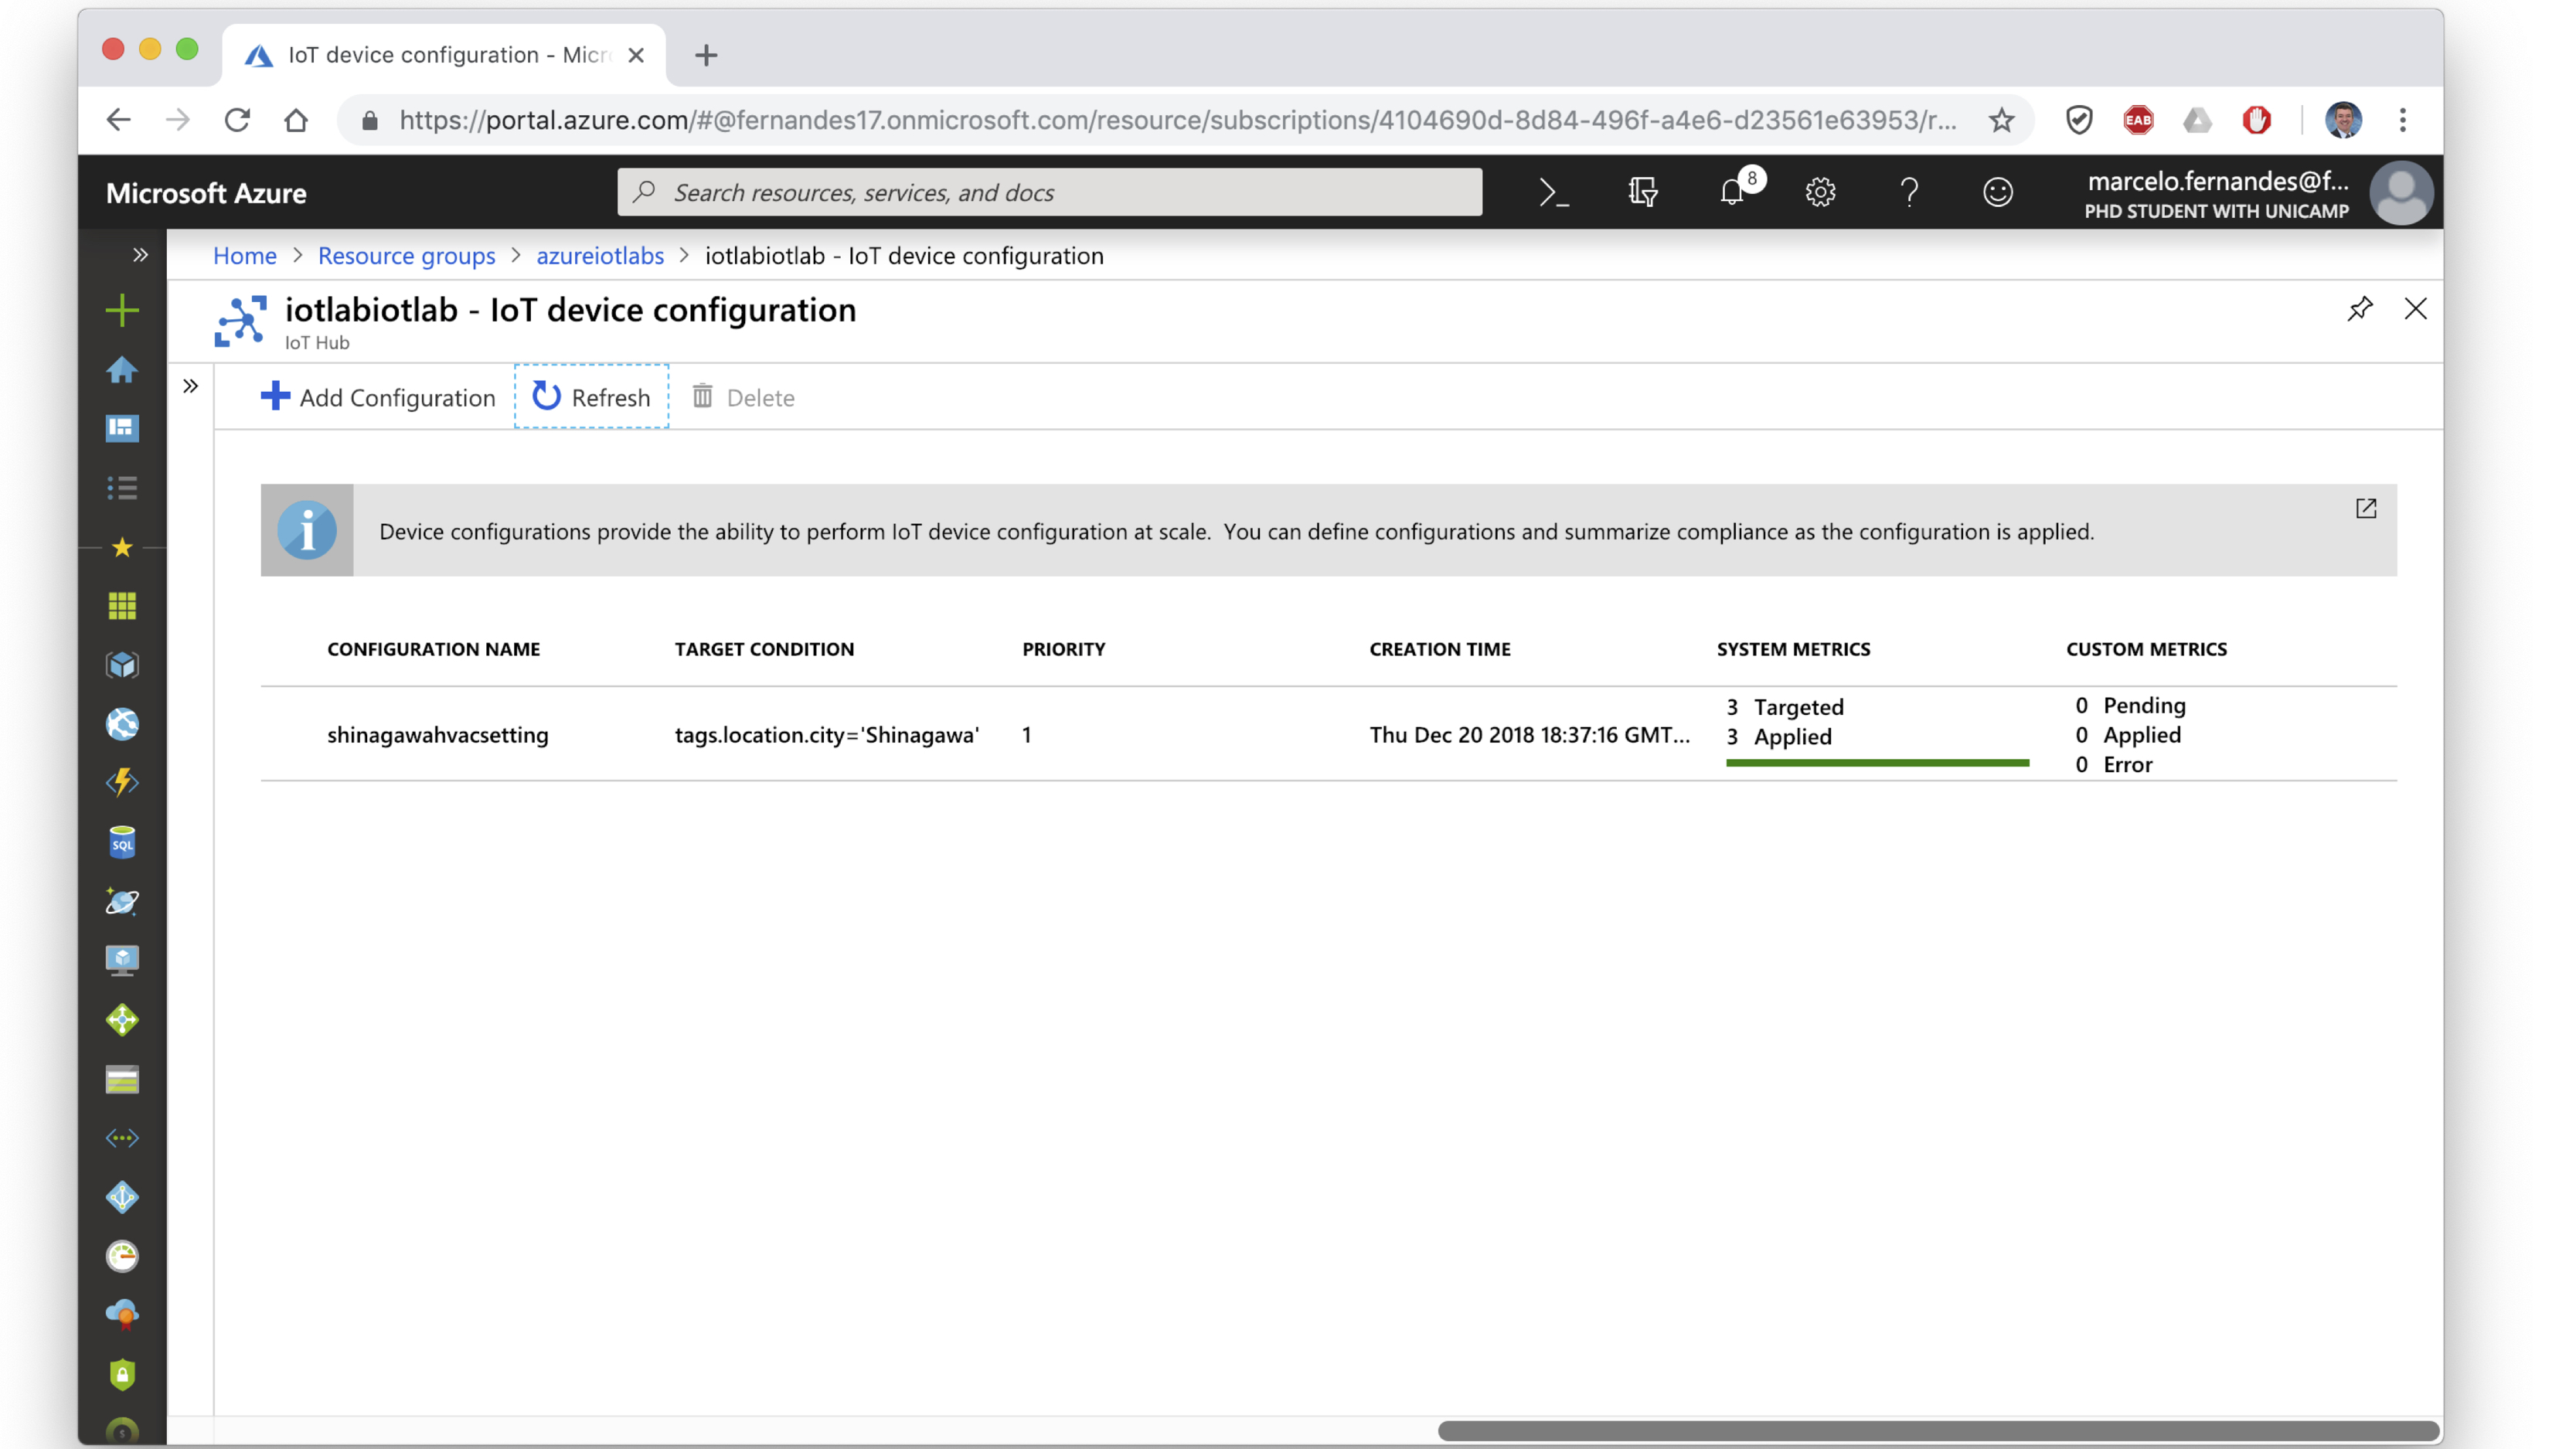 IoT device configuration - Micr
https://portal.azure.com/#@fernandes17.onmicrosoft.com/resource/subscriptions/4104690d-8d84-496f-a4e6-d23561e63953/r...
EAB
Microsoft Azure
Search resources, services, and docs
8
marcelo.fernandes@f...
PHD STUDENT WITH UNICAMP
Home > Resource groups > azureiotlabs > iotlabiotlab - IoT device configuration
iotlabiotlab - IoT device configuration
IoT Hub
Add Configuration Refresh Delete
Device configurations provide the ability to perform IoT device configuration at scale. You can define configurations and summarize compliance as the configuration is applied.
CONFIGURATION NAME TARGET CONDITION PRIORITY CREATION TIME SYSTEM METRICS CUSTOM METRICS
shinagawahvacsetting tags.location.city='Shinagawa' 1 Thu Dec 20 2018 18:37:16 GMT...
3 Targeted
3 Applied
0 Pending
0 Applied
0 Error
SQL